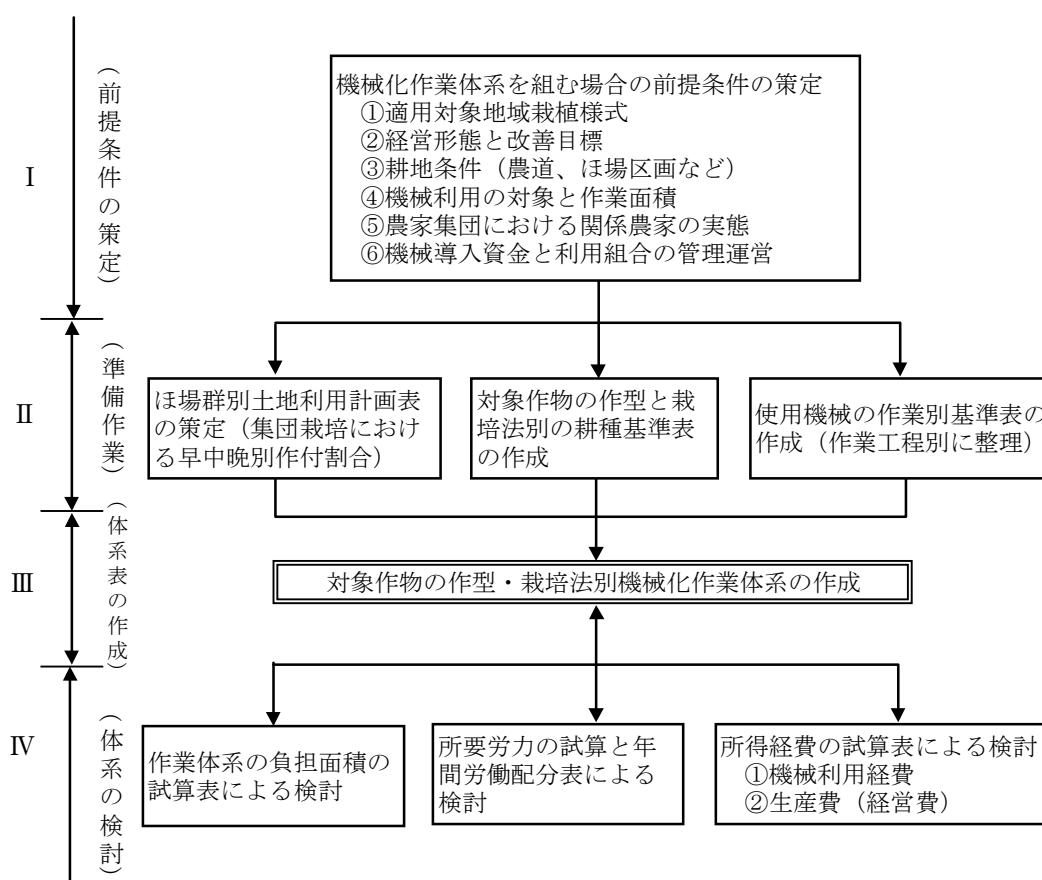 Ⅰ
(前提条件の策定)
機械化作業体系を組む場合の前提条件の策定
①適用対象地域栽植様式
②経営形態と改善目標
③耕地条件（農道、ほ場区画など）
④機械利用の対象と作業面積
⑤農家集団における関係農家の実態
⑥機械導入資金と利用組合の管理運営
Ⅱ
(準備作業)
ほ場群別土地利用計画表
の策定（集団栽培における
早中晩別作付割合）
対象作物の作型と栽
培法別の耕種基準表
の作成
使用機械の作業別基準表の
作成（作業工程別に整理）
Ⅲ
(体系表の作成)
対象作物の作型・栽培法別機械化作業体系の作成
Ⅳ
(体系の検討)
作業体系の負担面積の
試算表による検討
所要労力の試算と年
間労働配分表による
検討
所得経費の試算表による検討
①機械利用経費
②生産費（経営費）